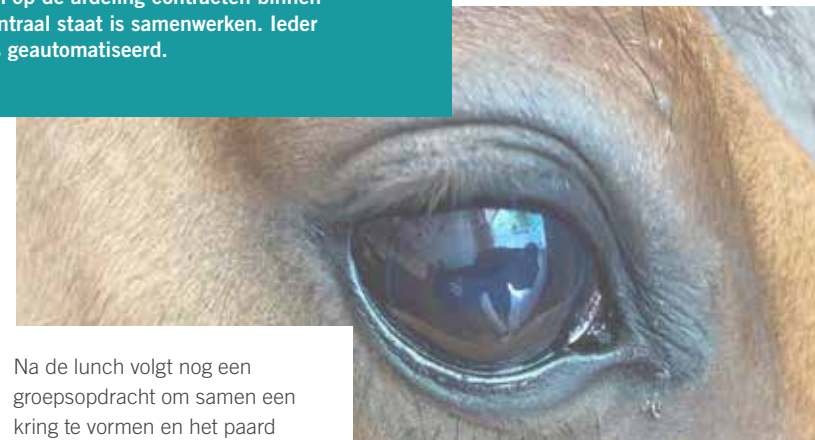 op de afdeling contracten binnen
ntraal staat is samenwerken. Ieder
geautomatiseerd.
Na de lunch volgt nog een
groepsopdracht om samen een
kring te vormen en het paard